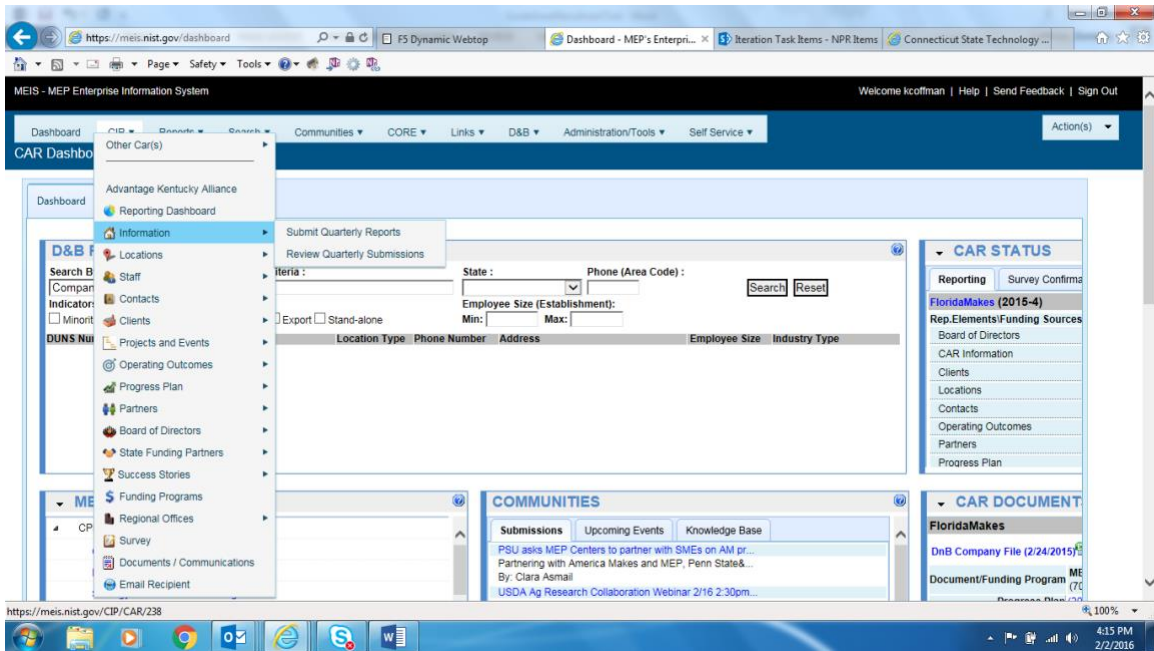 https://meis.nist.gov/dashboard
F5 Dynamic Webtop
Dashboard - MEP's Enterpri...
Iteration Task Items - NPR Items
Connecticut State Technology ...
Page Safety Tools
MEIS - MEP Enterprise Information System
Welcome kcoffman | Help | Send Feedback | Sign Out
Dashboard CIP Reports Search Communities CORE Links D&B Administration/Tools Self Service
Action(s)
CAR Dashbo
Other Car(s)
Advantage Kentucky Alliance
Dashboard
Reporting Dashboard
Information
Submit Quarterly Reports
Locations
Review Quarterly Submissions
Staff
Contacts
Clients
Projects and Events
Operating Outcomes
Progress Plan
Partners
Board of Directors
State Funding Partners
Success Stories
Funding Programs
Regional Offices
Survey
Documents / Communications
Email Recipient
D&B
Search B
iteria :
State :
Phone (Area Code) :
Compan
Search Reset
Indicator
Employee Size (Establishment):
Minorit
Export Stand-alone
Min: Max:
DUNS Nu
Location Type Phone Number Address Employee Size Industry Type
CAR STATUS
Reporting Survey Confirma
FloridaMakes (2015-4)
Rep.Elements\Funding Sources
Board of Directors
CAR Information
Clients
Locations
Contacts
Operating Outcomes
Partners
Progress Plan
ME
CP
COMMUNITIES
Submissions Upcoming Events Knowledge Base
PSU asks MEP Centers to partner with SMEs on AM pr...
Partnering with America Makes and MEP, Penn State&...
By: Clara Asmail
USDA Ag Research Collaboration Webinar 2/16 2:30pm...
CAR DOCUMENT
FloridaMakes
DnB Company File (2/24/2015)
Document/Funding Program ME
(70
https://meis.nist.gov/CIP/CAR/238
100%
4:15 PM
2/2/2016